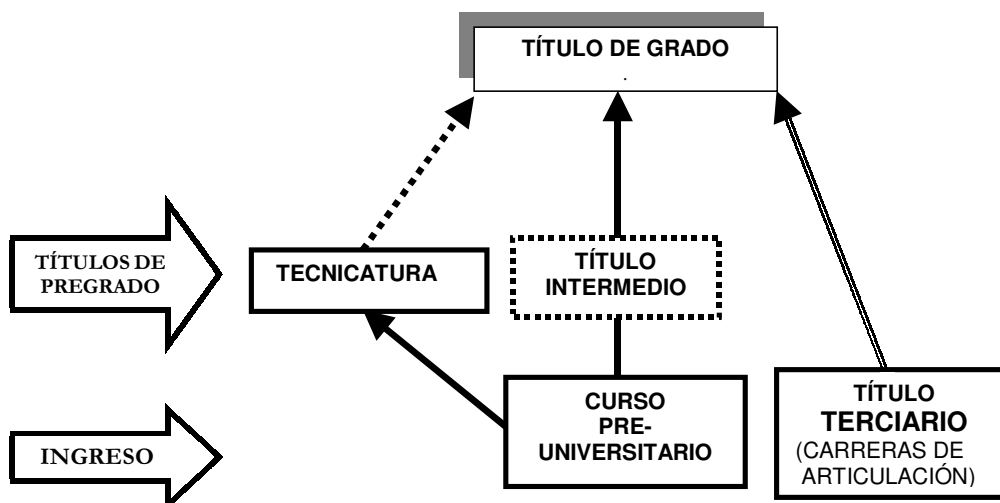 TÍTULO DE GRADO
.
TÍTULOS DE
PREGRADO
TECNICATURA
TÍTULO
INTERMEDIO
INGRESO
CURSO
PRE-
UNIVERSITARIO
TÍTULO
TERCIARIO
(CARRERAS DE
ARTICULACIÓN)